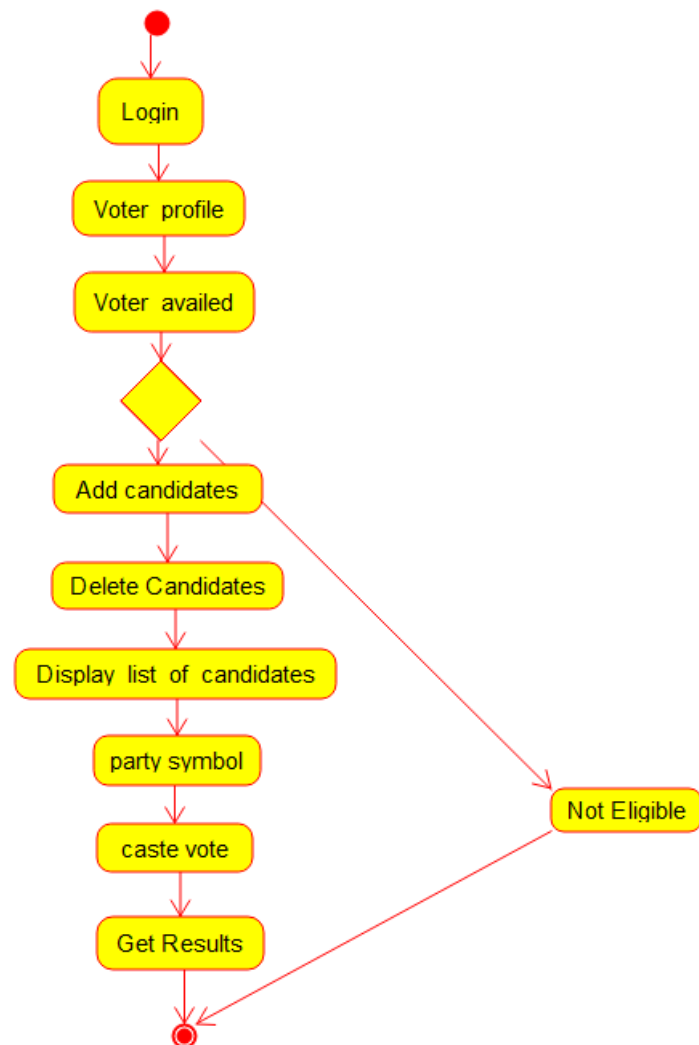 Login
Voter profile
Voter availed
Add candidates
Delete Candidates
Display list of candidates
party symbol
Not Eligible
caste vote
Get Results